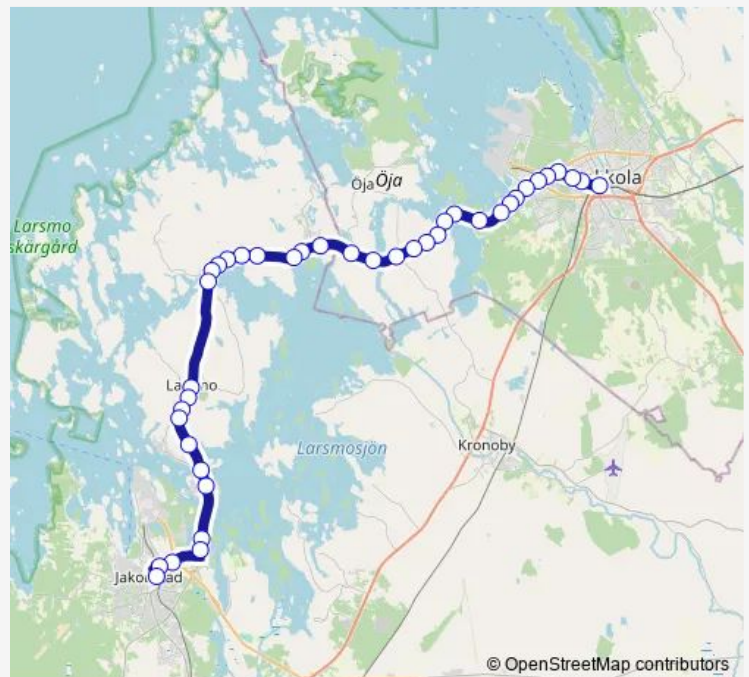 Öja Öja
kola
Larsmo
skärgård
Larsmosjön
Kronoby
© OpenStreetMap contributors